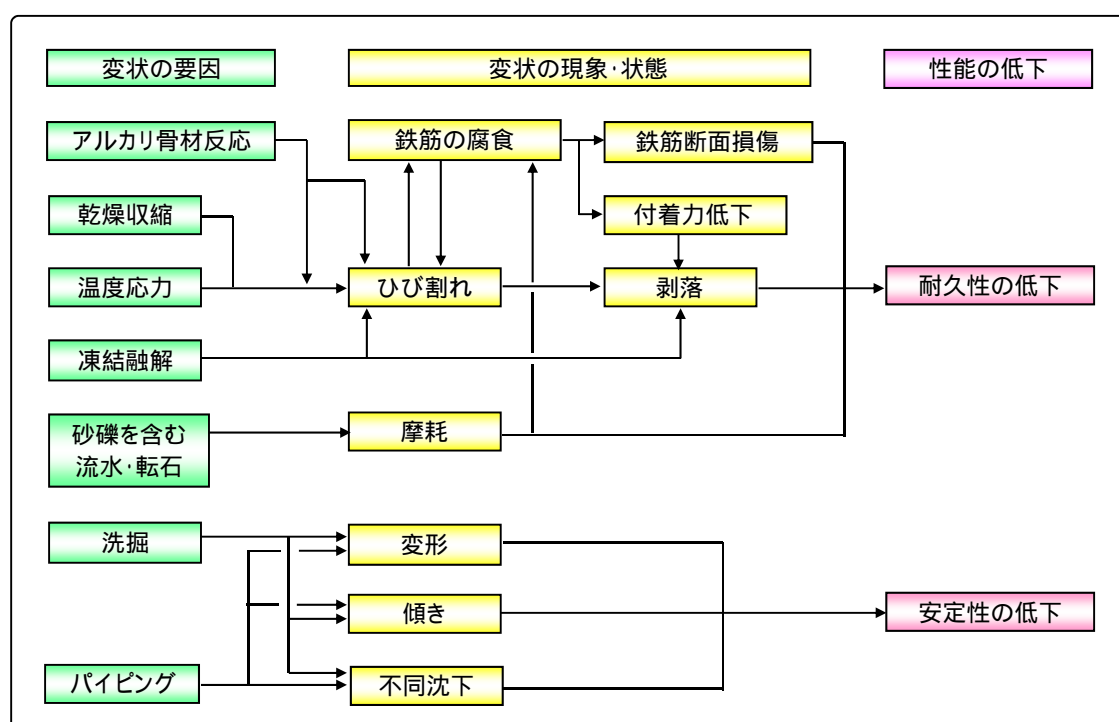 変状の要因
変状の現象・状態
性能の低下
アルカリ骨材反応
鉄筋の腐食
鉄筋断面損傷
乾燥収縮
付着力低下
温度応力
ひび割れ
剥落
耐久性の低下
凍結融解
砂礫を含む
流水・転石
摩耗
洗掘
変形
傾き
安定性の低下
パイピング
不同沈下